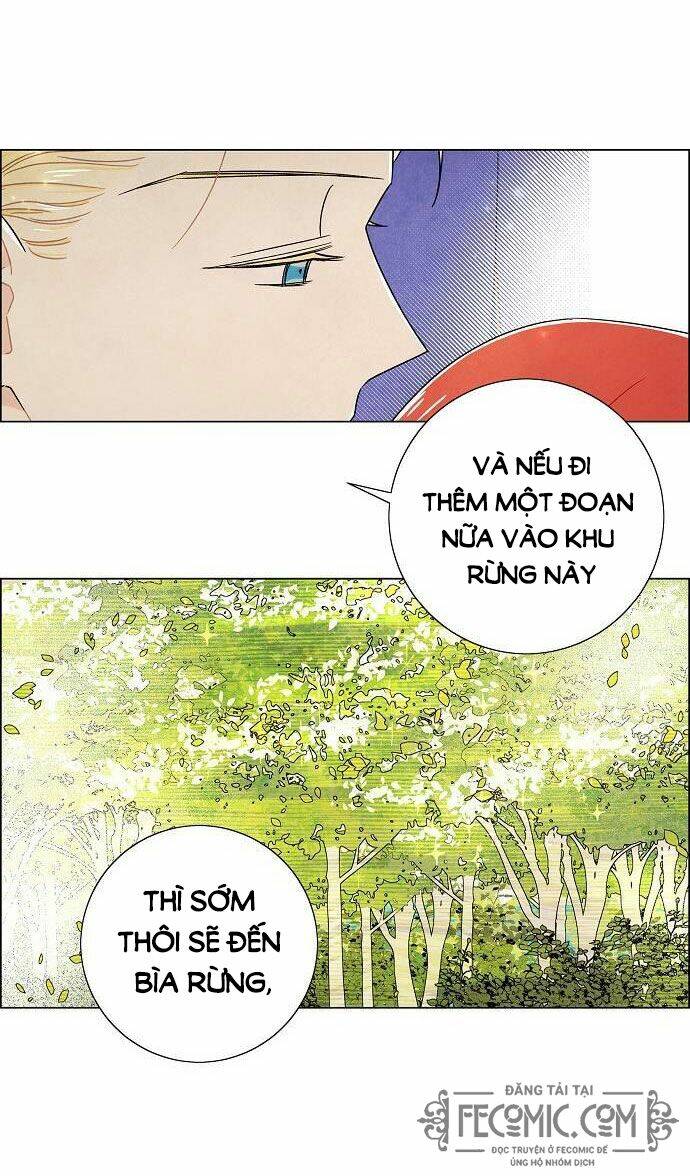 VÀ NẾU ĐI
THÊM MỘT ĐOẠN
NỮA VÀO KHU
RỪNG NÀY
THÌ SỚM
THÔI SẼ ĐẾN
BÌA RỪNG,
ĐĂNG TẢI TẠI
FECOMIC.COM
ĐỌC TRUYỆN Ở FECOMIC ĐỂ
ỦNG HỘ NHÓM DỊCH